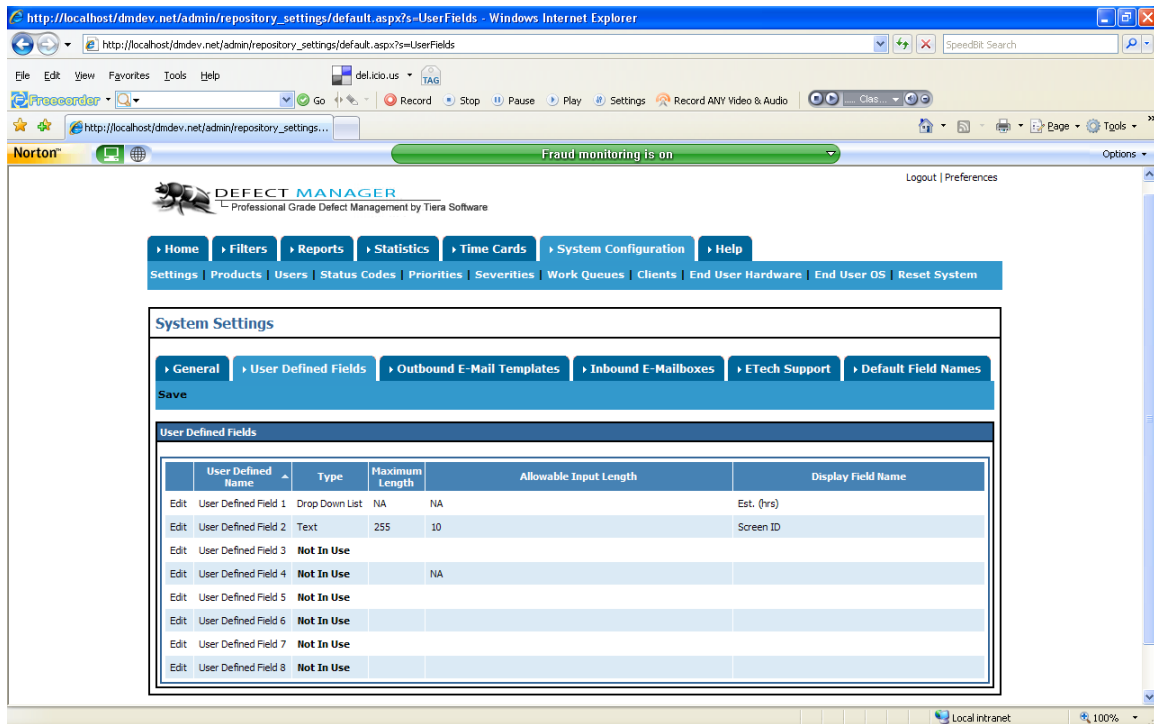 http://localhost/dmdev.net/admin/repository_settings/default.aspx?s=UserFields - Windows Internet Explorer
http://localhost/dmdev.net/admin/repository_settings/default.aspx?s=UserFields
SpeedBit Search
File Edit View Favorites Tools Help
del.icio.us
TAG
Freecorder
Go
Record Stop Pause Play Settings Record ANY Video & Audio
.... Clas...
http://localhost/dmdev.net/admin/repository_settings...
Page Tools
Norton
Fraud monitoring is on
Options
Logout | Preferences
DEFECT MANAGER
Professional Grade Defect Management by Tiera Software
Home Filters Reports Statistics Time Cards System Configuration Help
Settings | Products | Users | Status Codes | Priorities | Severities | Work Queues | Clients | End User Hardware | End User OS | Reset System
System Settings
General User Defined Fields Outbound E-Mail Templates Inbound E-Mailboxes ETech Support Default Field Names
Save
User Defined Fields
User Defined Name Type Maximum Length Allowable Input Length Display Field Name
Edit User Defined Field 1 Drop Down List NA NA Est. (hrs)
Edit User Defined Field 2 Text 255 10 Screen ID
Edit User Defined Field 3 Not In Use
Edit User Defined Field 4 Not In Use NA
Edit User Defined Field 5 Not In Use
Edit User Defined Field 6 Not In Use
Edit User Defined Field 7 Not In Use
Edit User Defined Field 8 Not In Use
Local intranet
100%